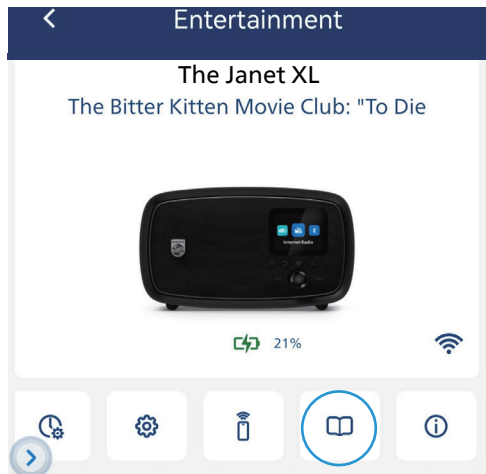 Entertainment
The Janet XL
The Bitter Kitten Movie Club: "To Die
Internet Radio
21%